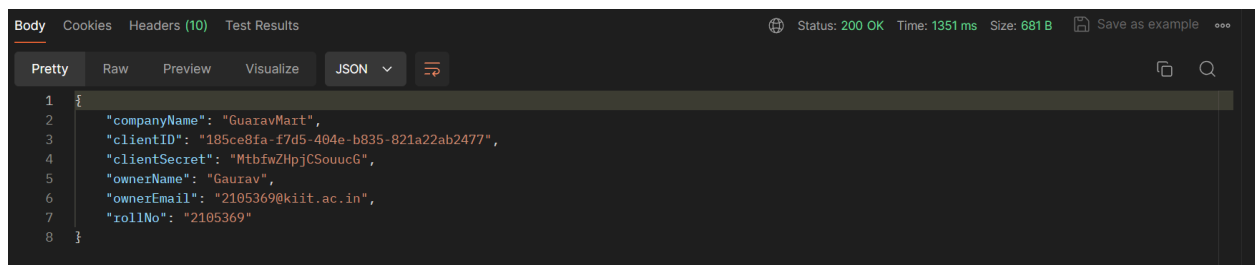 Body Cookies Headers (10) Test Results Status: 200 OK Time: 1351 ms Size: 681 B Save as example
Pretty Raw Preview Visualize JSON
1 {
2 "companyName": "GuaravMart",
3 "clientID": "185ce8fa-f7d5-404e-b835-821a22ab2477",
4 "clientSecret": "MtbfwZHpjCSouucG",
5 "ownerName": "Gaurav",
6 "ownerEmail": "2105369@kiit.ac.in",
7 "rollNo": "2105369"
8 }